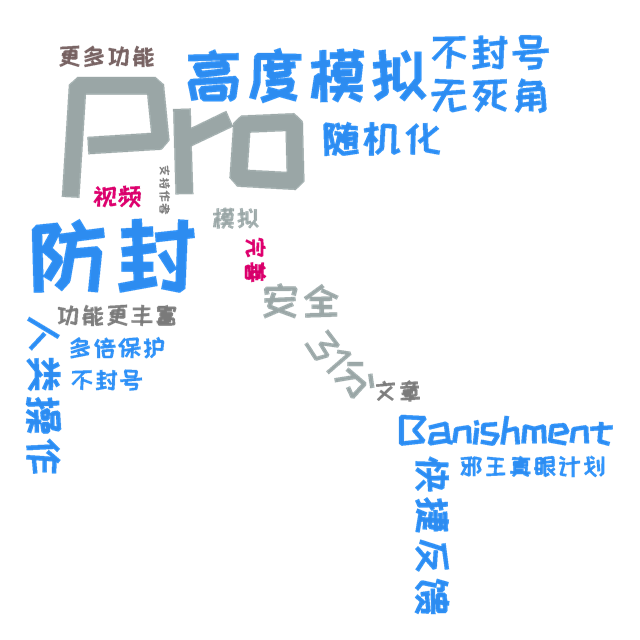 更多功能
高度模拟
不封号
无死角
Pro
随机化
支持作者
视频
模拟
防封
完善
安全
功能更丰富
人类操作
多倍保护
不封号
31分
文章
Banishment
邪王真眼计划
快捷反馈